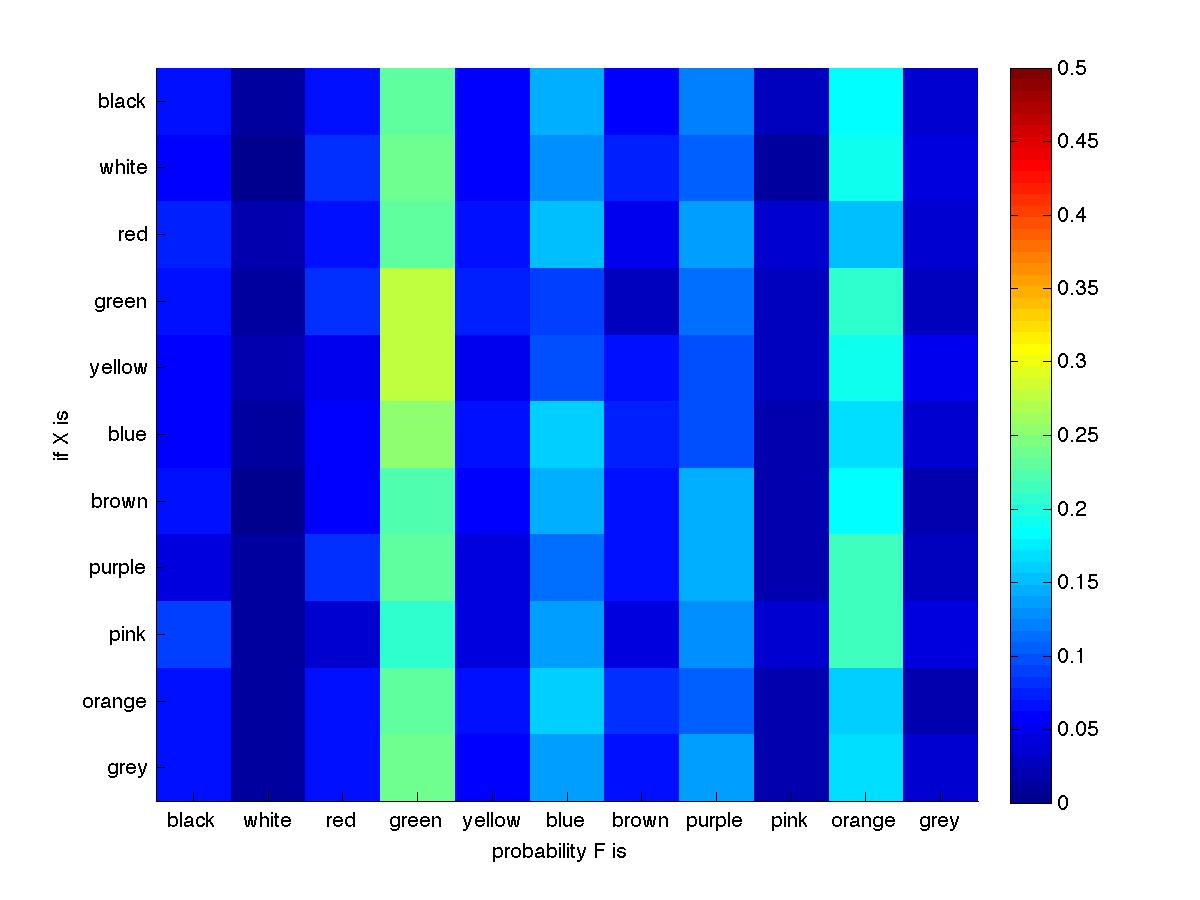 black
white
red
green
yellow
blue
brown
purple
pink
orange
grey
if X is
black white red green yellow blue brown purple pink orange grey
probability F is
0.5
0.45
0.4
0.35
0.3
0.25
0.2
0.15
0.1
0.05
0